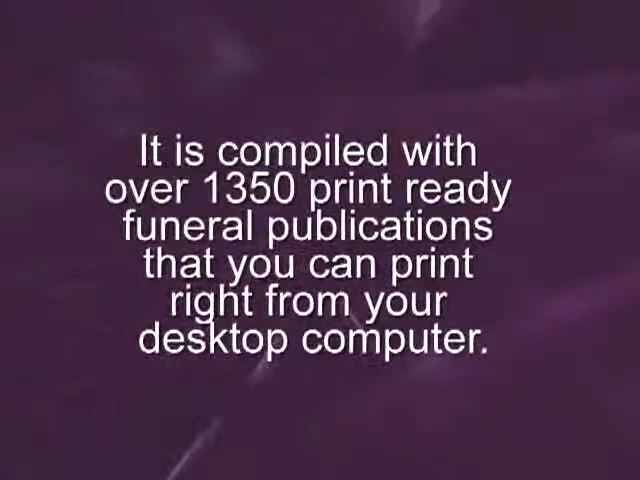 It is compiled with
over 1350 print ready
funeral publications
that you can print
right from your
desktop computer.